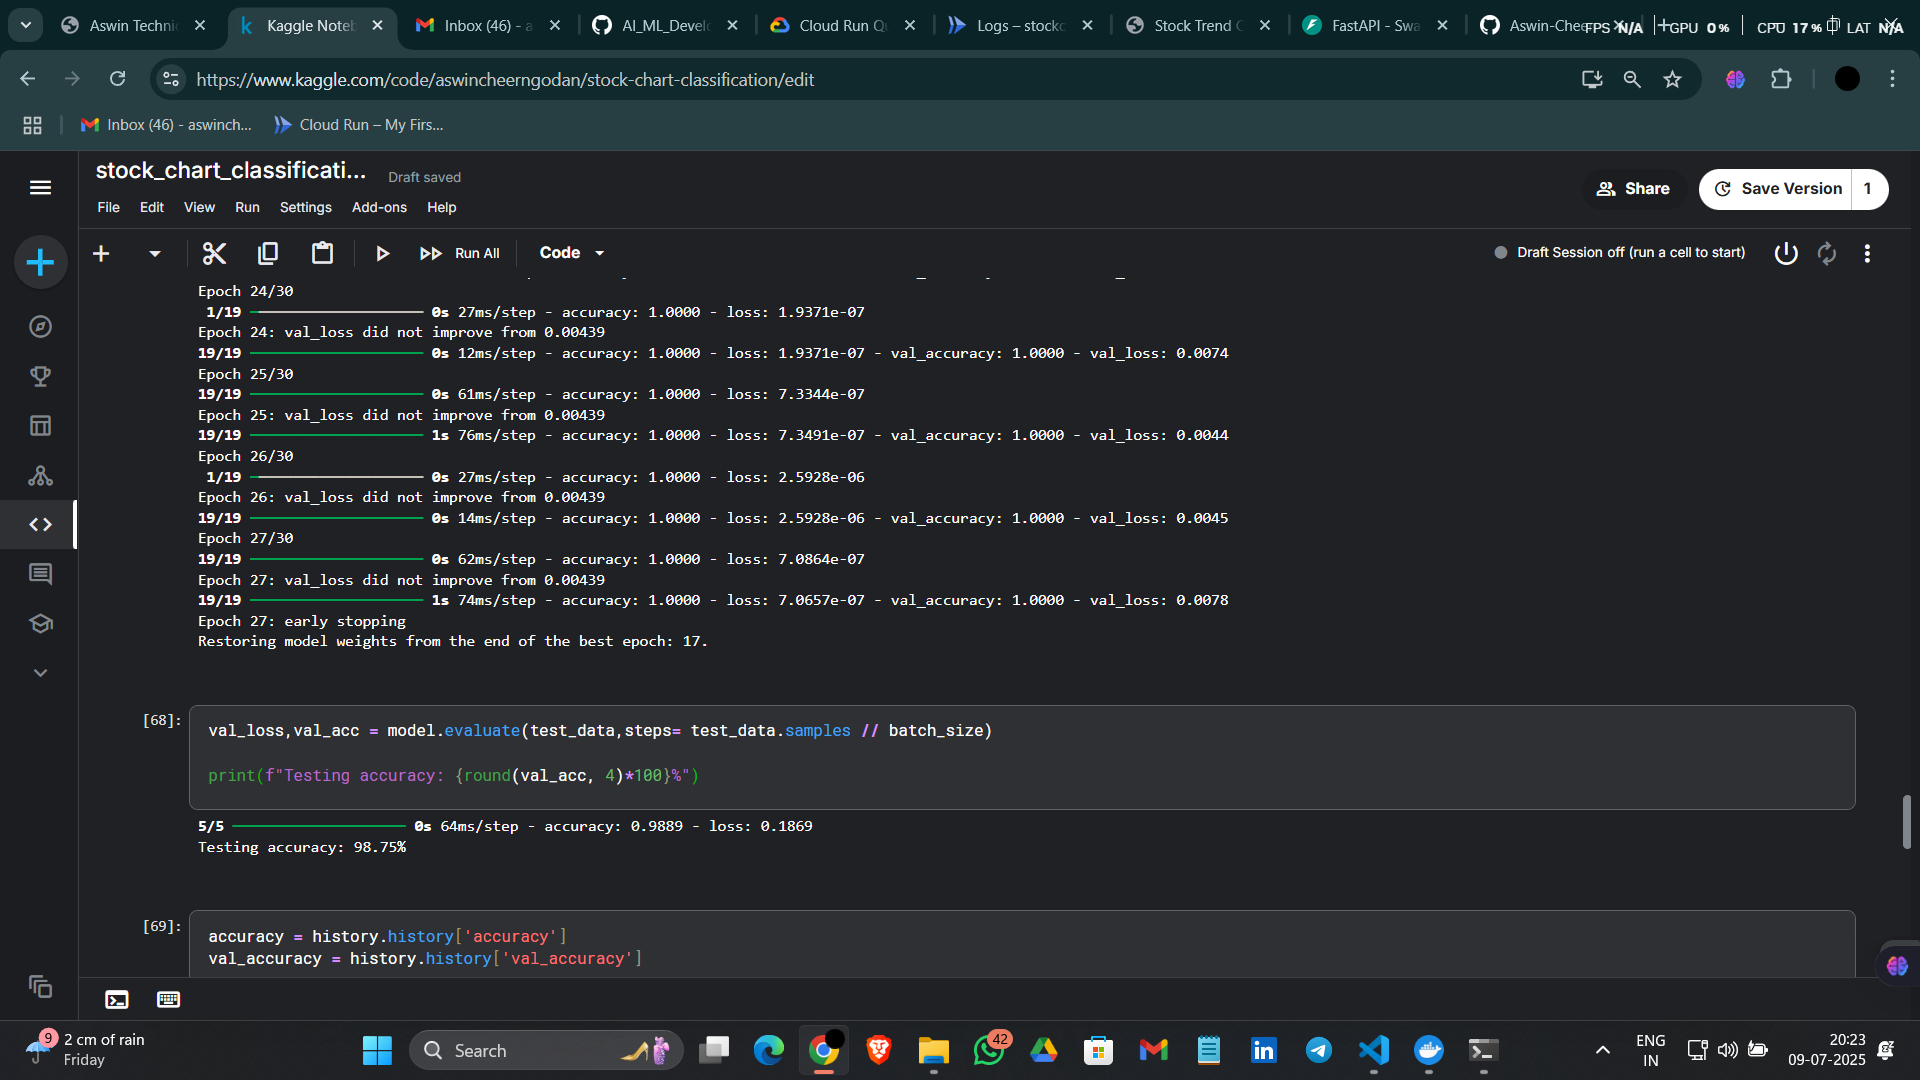 Aswin Techni
Kaggle Noteb
Inbox (46) - a
AI_ML_Develo
Cloud Run Qu
Logs – stockc
Stock Trend C
FastAPI - Swa
Aswin-Chee
FPS N/A GPU 0 % CPU 17 % LAT N/A
https://www.kaggle.com/code/aswincheerngodan/stock-chart-classification/edit
Inbox (46) - aswinch...
Cloud Run – My Firs...
stock_chart_classificati...
Draft saved
Share
Save Version 1
File Edit View Run Settings Add-ons Help
Run All
Code
Draft Session off (run a cell to start)
Epoch 24/30
1/19 0s 27ms/step - accuracy: 1.0000 - loss: 1.9371e-07
Epoch 24: val_loss did not improve from 0.00439
19/19 0s 12ms/step - accuracy: 1.0000 - loss: 1.9371e-07 - val_accuracy: 1.0000 - val_loss: 0.0074
Epoch 25/30
19/19 0s 61ms/step - accuracy: 1.0000 - loss: 7.3344e-07
Epoch 25: val_loss did not improve from 0.00439
19/19 1s 76ms/step - accuracy: 1.0000 - loss: 7.3491e-07 - val_accuracy: 1.0000 - val_loss: 0.0044
Epoch 26/30
1/19 0s 27ms/step - accuracy: 1.0000 - loss: 2.5928e-06
Epoch 26: val_loss did not improve from 0.00439
19/19 0s 14ms/step - accuracy: 1.0000 - loss: 2.5928e-06 - val_accuracy: 1.0000 - val_loss: 0.0045
Epoch 27/30
19/19 0s 62ms/step - accuracy: 1.0000 - loss: 7.0864e-07
Epoch 27: val_loss did not improve from 0.00439
19/19 1s 74ms/step - accuracy: 1.0000 - loss: 7.0657e-07 - val_accuracy: 1.0000 - val_loss: 0.0078
Epoch 27: early stopping
Restoring model weights from the end of the best epoch: 17.
[68]:
val_loss,val_acc = model.evaluate(test_data,steps= test_data.samples // batch_size)
print(f"Testing accuracy: {round(val_acc, 4)*100}%")
5/5 0s 64ms/step - accuracy: 0.9889 - loss: 0.1869
Testing accuracy: 98.75%
[69]:
accuracy = history.history['accuracy']
val_accuracy = history.history['val_accuracy']
9
2 cm of rain
Friday
Search
42
ENG
IN
20:23
09-07-2025